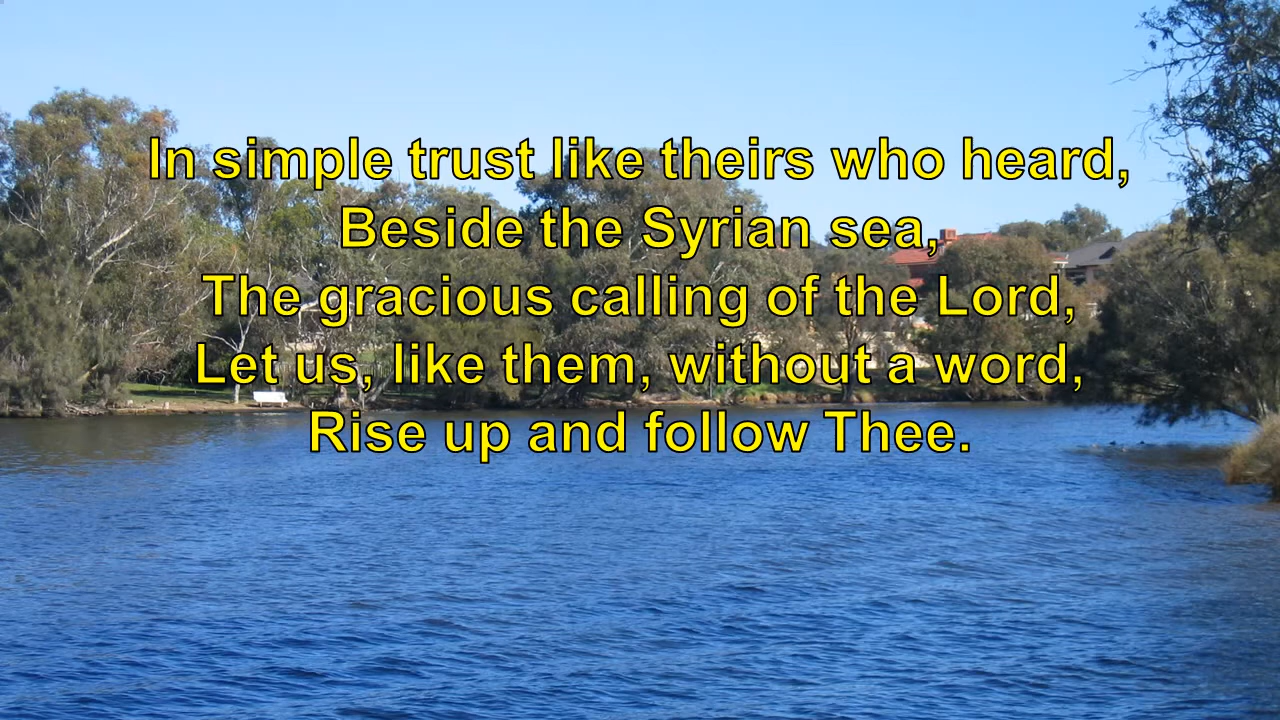 In simple trust like theirs who heard,
Beside the Syrian sea,
The gracious calling of the Lord,
Let us, like them, without a word,
Rise up and follow Thee.